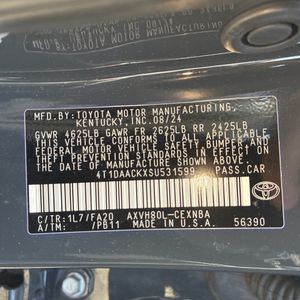 MFD.BY: TOYOTA MOTOR MANUFACTURING,
KENTUCKY, INC. 08/24
GVWR 4625LB GAWR FR 2625LB RR 2425LB
THIS VEHICLE CONFORMS TO ALL
APPLICABLE FEDERAL MOTOR VEHICLE
SAFETY, BUMPER, AND THEFT PREVENTION
STANDARDS IN EFFECT ON THE DATE
OF MANUFACTURE SHOWN ABOVE.
4T1DAACKXSU531599 PASS.CAR
C/TR: 1L7/FA20 AXVH80L-CEXNBA
A/TM: /PB11 MADE IN U.S.A. 56390
TOYOTA